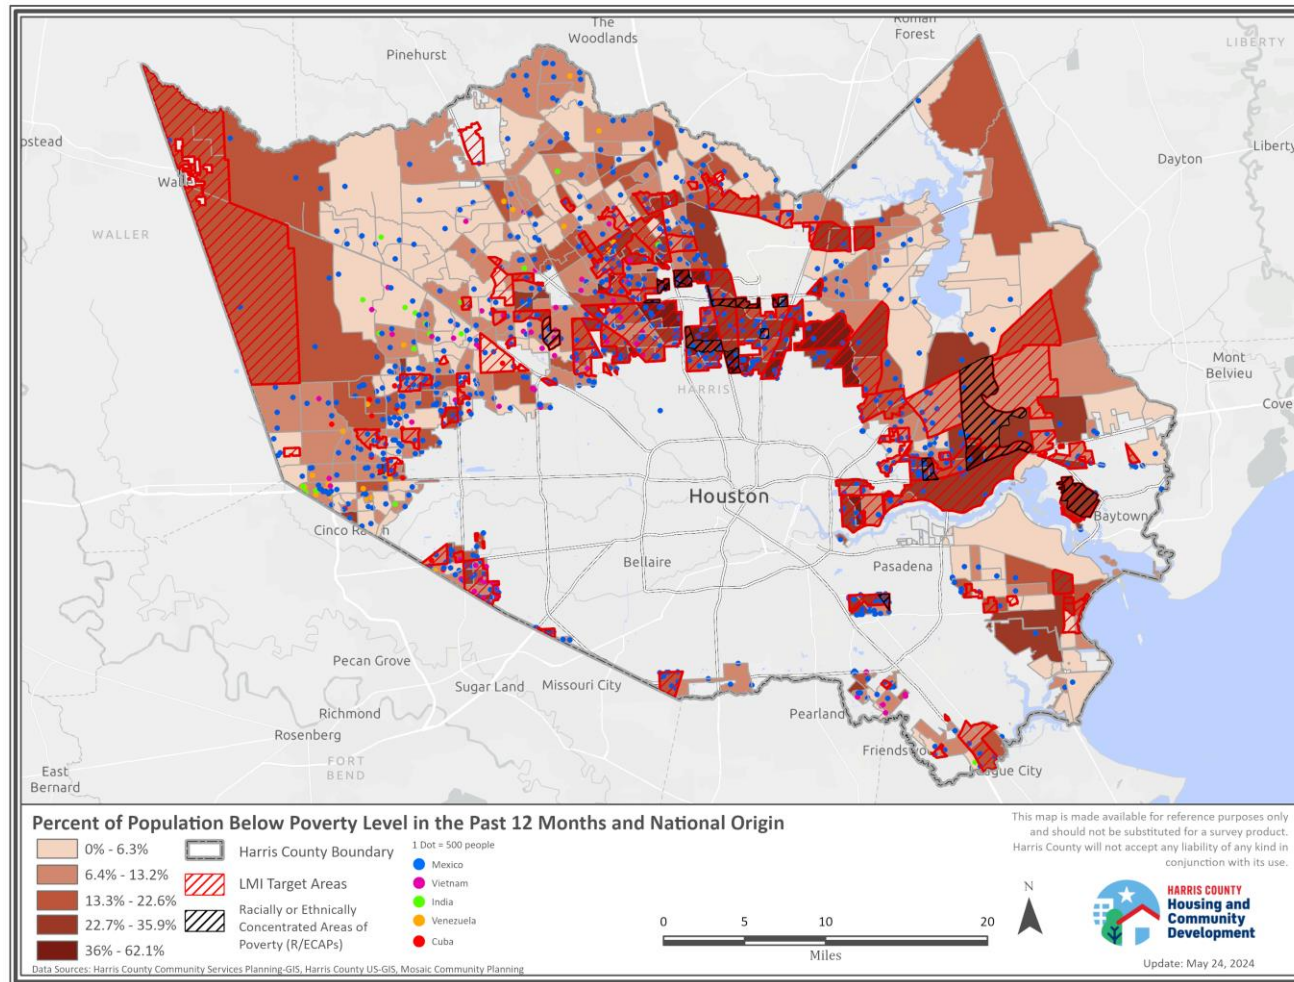 The
Woodlands
Roman
Forest
LIBERTY
Pinehurst
Dayton
Liberty
WALLER
Mont
Belvieu
HARRIS
Houston
Baytown
Bellaire
Pasadena
Pecan Grove
Sugar Land
Missouri City
Richmond
Pearland
Rosenberg
FORT
BEND
East
Bernard
Percent of Population Below Poverty Level in the Past 12 Months and National Origin
0% - 6.3%
6.4% - 13.2%
13.3% - 22.6%
22.7% - 35.9%
36% - 62.1%
Harris County Boundary
LMI Target Areas
Racially or Ethnically
Concentrated Areas of
Poverty (R/ECAPs)
1 Dot = 500 people
Mexico
Vietnam
India
Venezuela
Cuba
0 5 10 20
Miles
N
This map is made available for reference purposes only
and should not be substituted for a survey product.
Harris County will not accept any liability of any kind in
conjunction with its use.
HARRIS COUNTY
Housing and
Community
Development
Update: May 24, 2024
Data Sources: Harris County Community Services Planning-GIS, Harris County US-GIS, Mosaic Community Planning